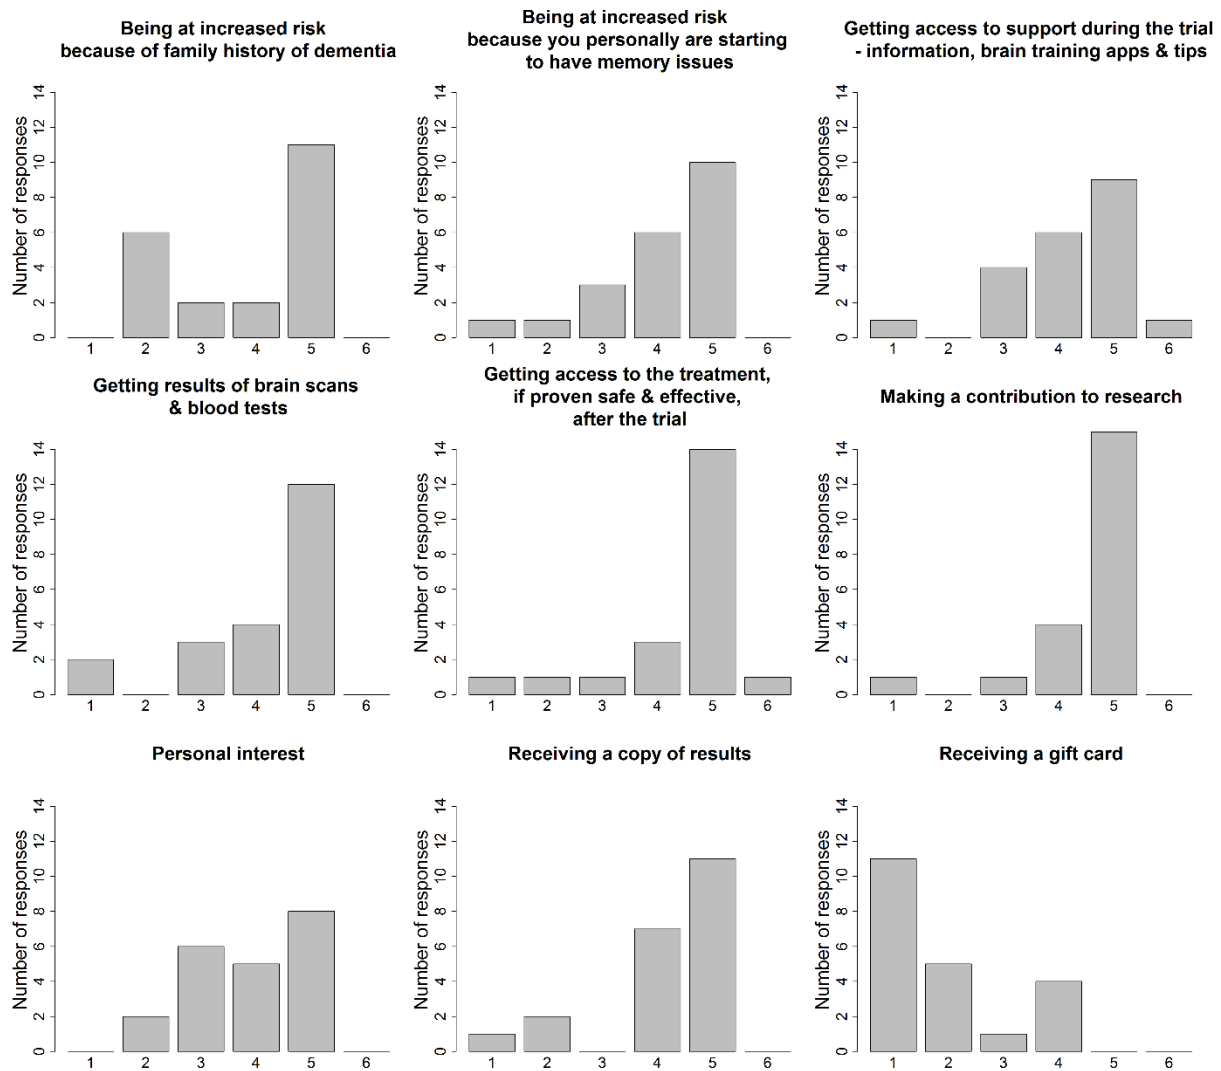 Being at increased risk
because of family history of dementia
Number of responses
0 2 4 6 8 10 12 14
1 2 3 4 5 6
Being at increased risk
because you personally are starting
to have memory issues
Number of responses
0 2 4 6 8 10 12 14
1 2 3 4 5 6
Getting access to support during the trial
- information, brain training apps & tips
Number of responses
0 2 4 6 8 10 12 14
1 2 3 4 5 6
Getting results of brain scans
& blood tests
Number of responses
0 2 4 6 8 10 12 14
1 2 3 4 5 6
Getting access to the treatment,
if proven safe & effective,
after the trial
Number of responses
0 2 4 6 8 10 12 14
1 2 3 4 5 6
Making a contribution to research
Number of responses
0 2 4 6 8 10 12 14
1 2 3 4 5 6
Personal interest
Number of responses
0 2 4 6 8 10 12 14
1 2 3 4 5 6
Receiving a copy of results
Number of responses
0 2 4 6 8 10 12 14
1 2 3 4 5 6
Receiving a gift card
Number of responses
0 2 4 6 8 10 12 14
1 2 3 4 5 6